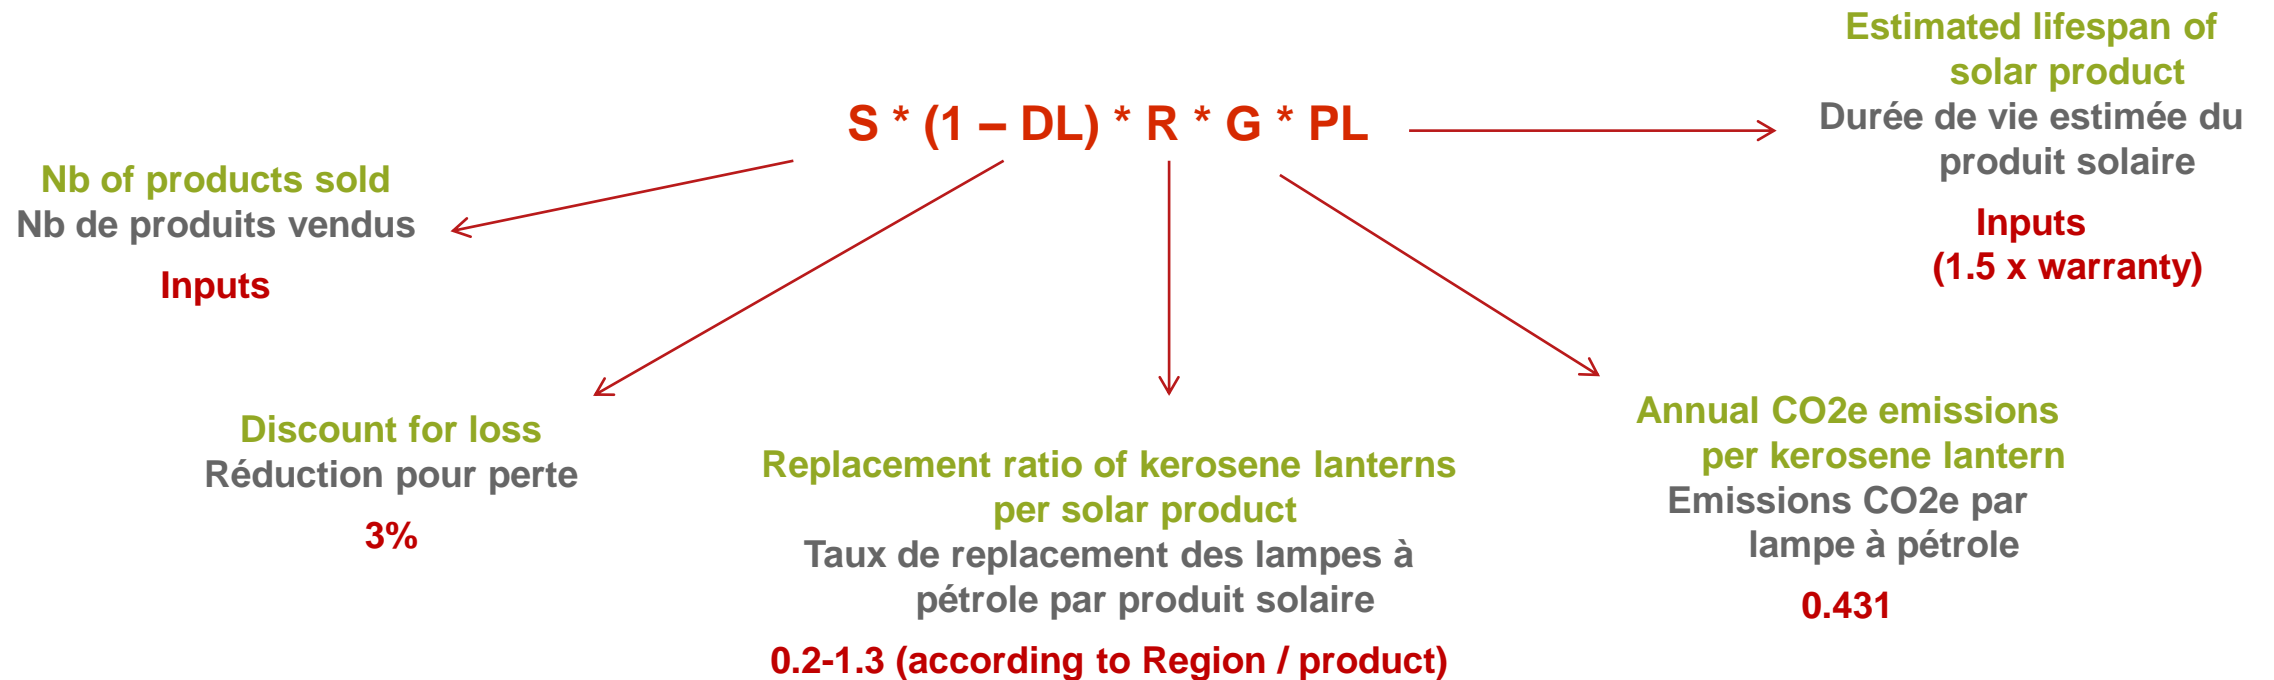 S * (1 – DL) * R * G * PL
Estimated lifespan of
solar product
Durée de vie estimée du
produit solaire
Inputs
(1.5 x warranty)
Nb of products sold
Nb de produits vendus
Inputs
Discount for loss
Réduction pour perte
3%
Replacement ratio of kerosene lanterns
per solar product
Taux de replacement des lampes à
pétrole par produit solaire
0.2-1.3 (according to Region / product)
Annual CO2e emissions
per kerosene lantern
Emissions CO2e par
lampe à pétrole
0.431